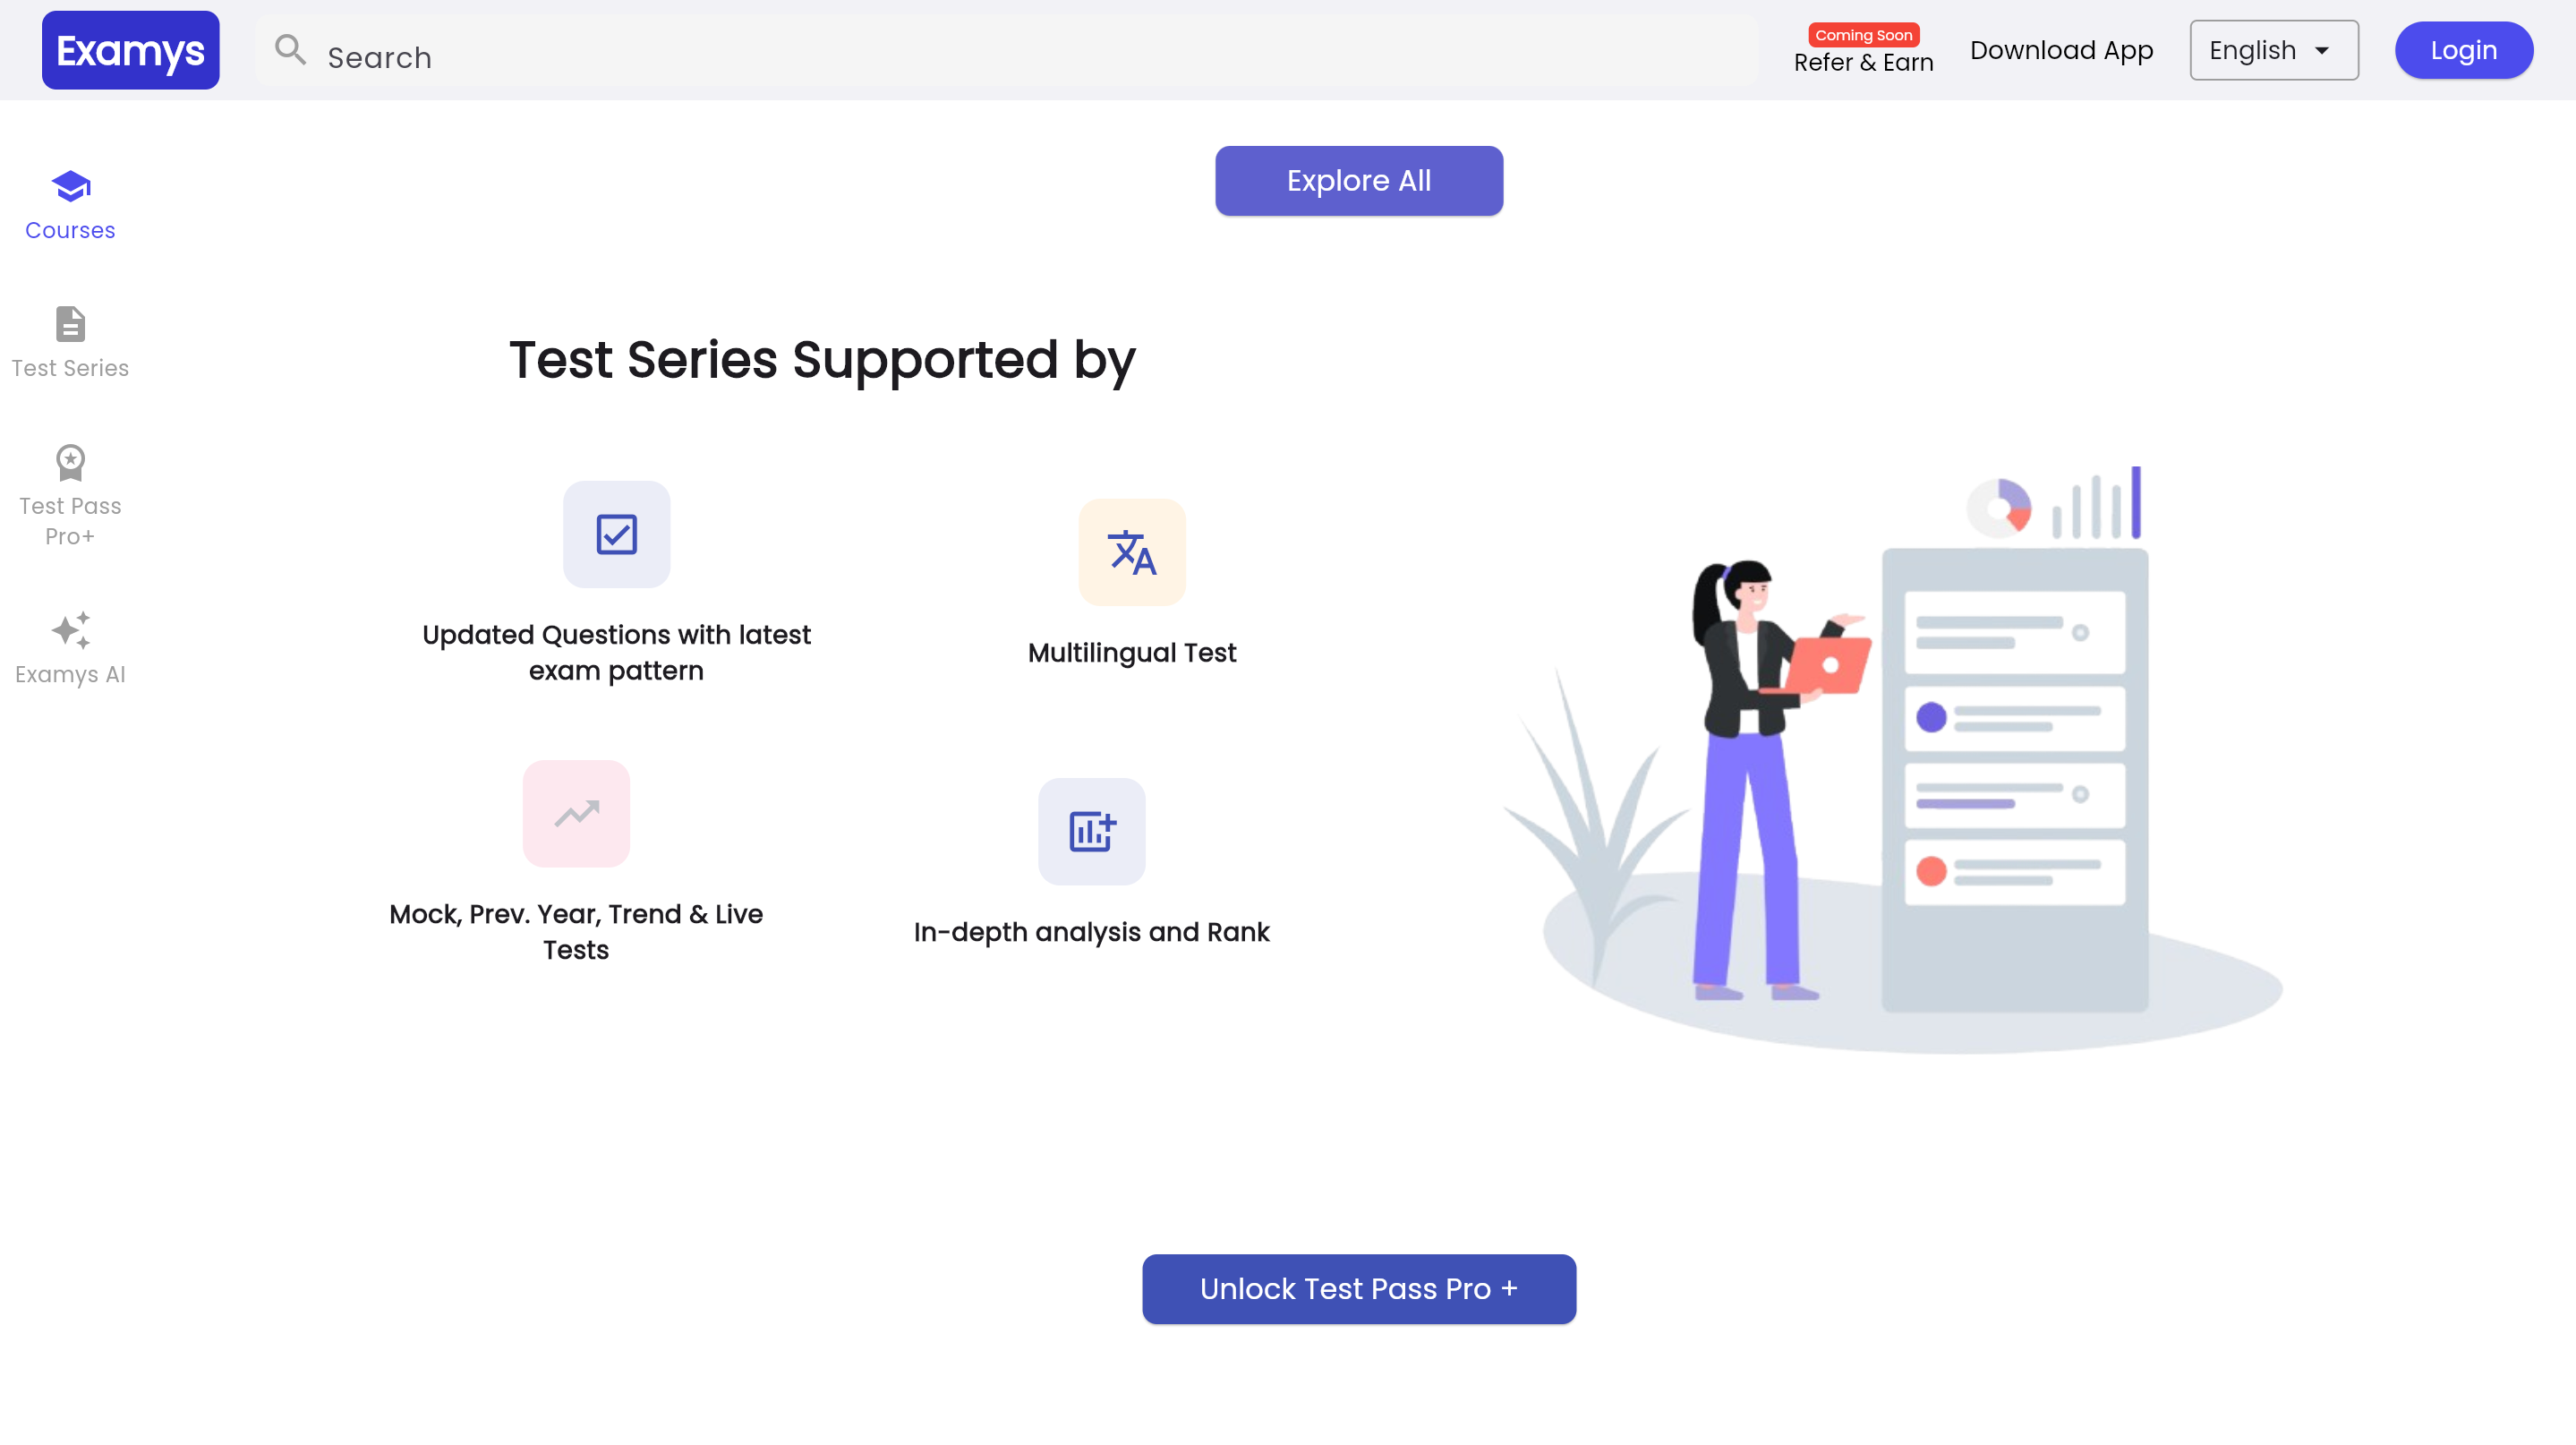 Examys
Search
Coming Soon
Refer & Earn
Download App
English
Login
Courses
Test Series
Test Pass
Pro+
Examys AI
Explore All
Test Series Supported by
Updated Questions with latest
exam pattern
Multilingual Test
Mock, Prev. Year, Trend & Live
Tests
In-depth analysis and Rank
Unlock Test Pass Pro +